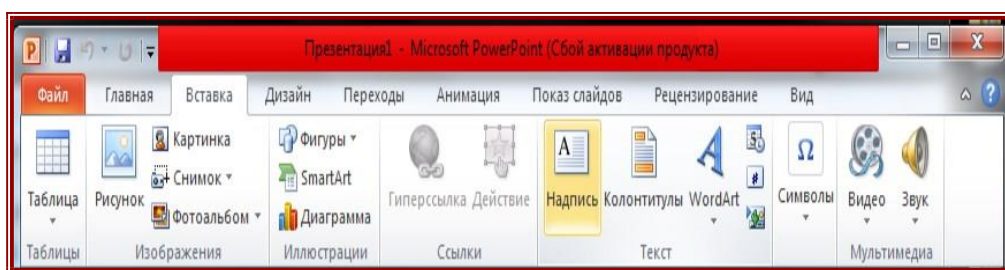 Презентация1 - Microsoft PowerPoint (Сбой активации продукта)
Файл Главная Вставка Дизайн Переходы Анимация Показ слайдов Рецензирование Вид
Таблица
Рисунок
Картинка
Снимок
Фотоальбом
Фигуры
SmartArt
Диаграмма
Гиперссылка Действие
Надпись Колонтитулы WordArt
Символы
Видео Звук
Таблицы Изображения Иллюстрации Ссылки Текст Мультимедиа